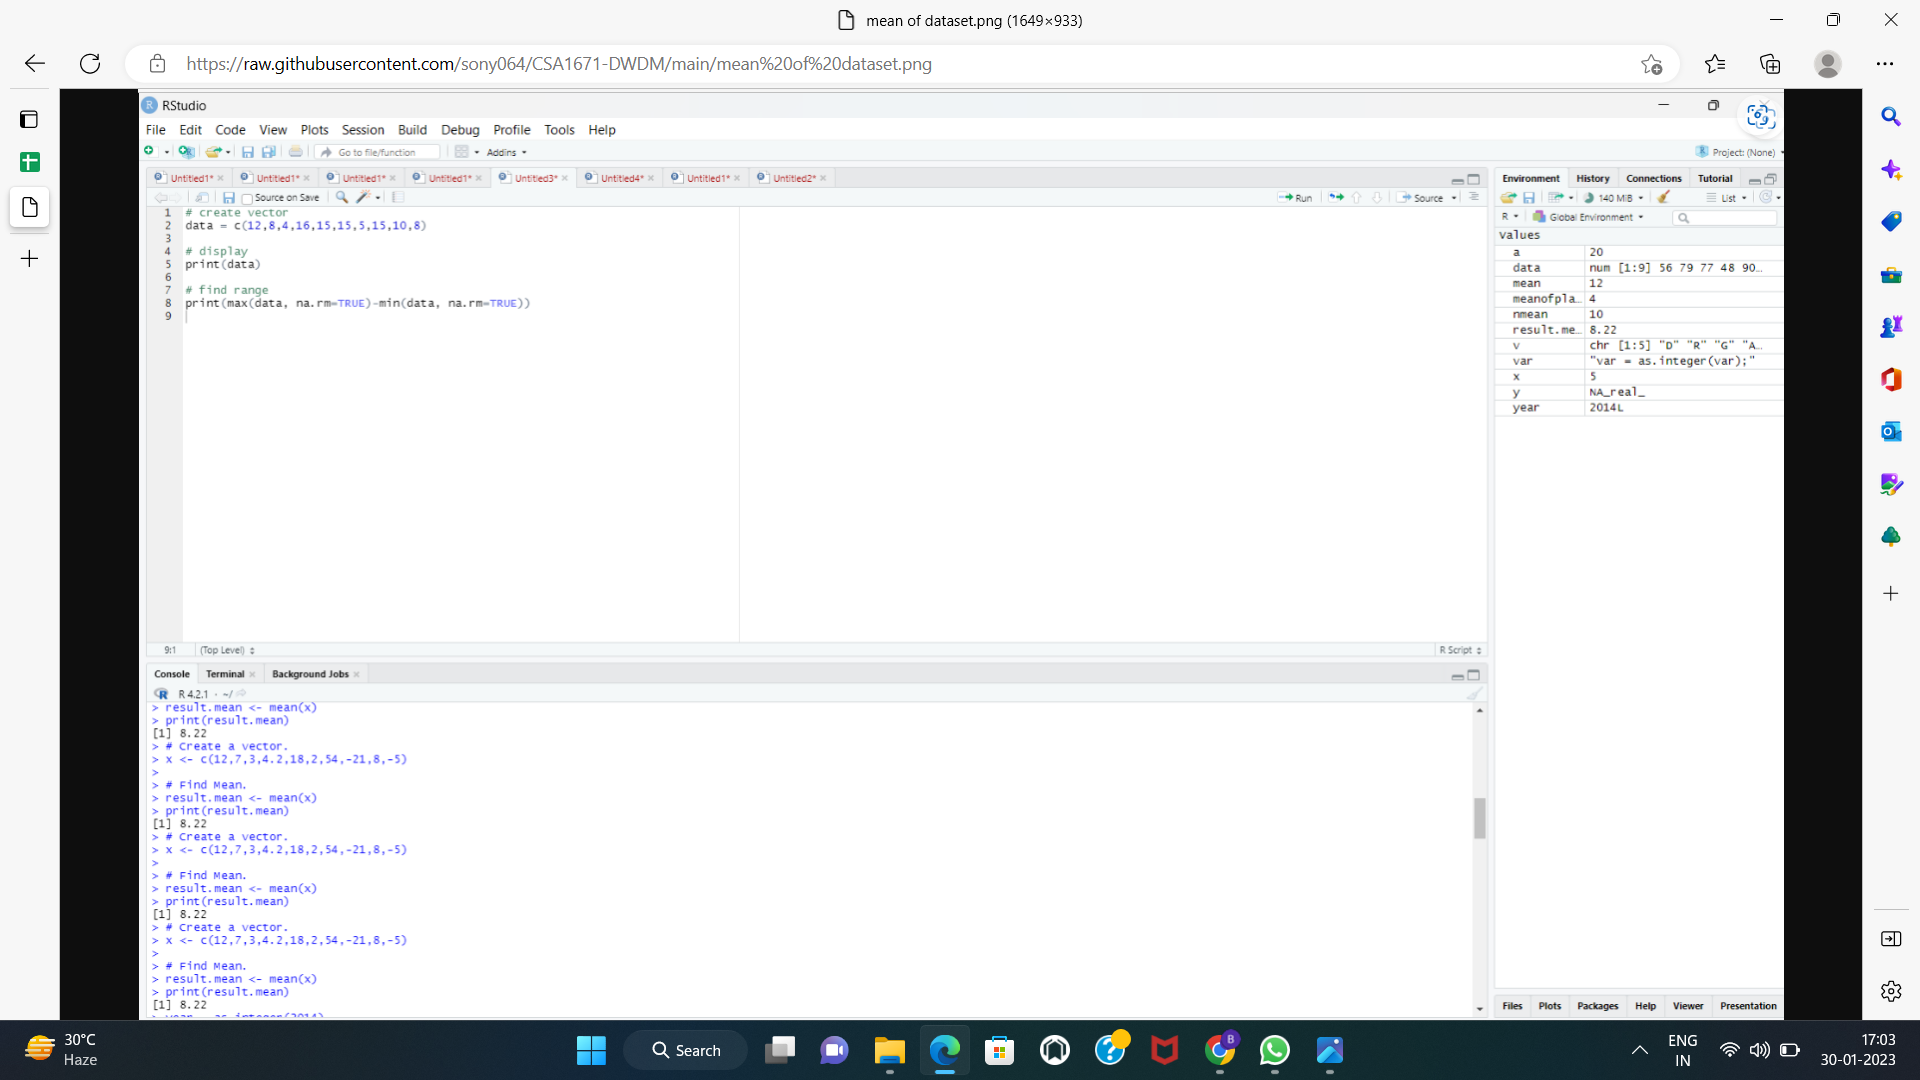 mean of dataset.png (1649×933)
https://raw.githubusercontent.com/sony064/CSA1671-DWDM/main/mean%20of%20dataset.png
RStudio
File Edit Code View Plots Session Build Debug Profile Tools Help
Go to file/function Addins Project: (None)
Untitled1* Untitled1* Untitled1* Untitled1* Untitled3* Untitled4* Untitled1* Untitled2*
Source on Save Run Source
1 # create vector
2 data = c(12,8,4,16,15,15,5,15,10,8)
3
4 # display
5 print(data)
6
7 # find range
8 print(max(data, na.rm=TRUE)-min(data, na.rm=TRUE))
9
9:1 (Top Level) R Script
Environment History Connections Tutorial
140 MiB List
R Global Environment
Values
a 20
data num [1:9] 56 79 77 48 90…
mean 12
meanofpla… 4
nmean 10
result.me… 8.22
v chr [1:5] "D" "R" "G" "A…
var "var = as.integer(var);"
x 5
y NA_real_
year 2014L
Console Terminal Background Jobs
R 4.2.1 · ~/
> result.mean <- mean(x)
> print(result.mean)
[1] 8.22
> # Create a vector.
> x <- c(12,7,3,4.2,18,2,54,-21,8,-5)
>
> # Find Mean.
> result.mean <- mean(x)
> print(result.mean)
[1] 8.22
> # Create a vector.
> x <- c(12,7,3,4.2,18,2,54,-21,8,-5)
>
> # Find Mean.
> result.mean <- mean(x)
> print(result.mean)
[1] 8.22
> # Create a vector.
> x <- c(12,7,3,4.2,18,2,54,-21,8,-5)
>
> # Find Mean.
> result.mean <- mean(x)
> print(result.mean)
[1] 8.22
Files Plots Packages Help Viewer Presentation
30°C
Haze
Search
B
ENG
IN
17:03
30-01-2023